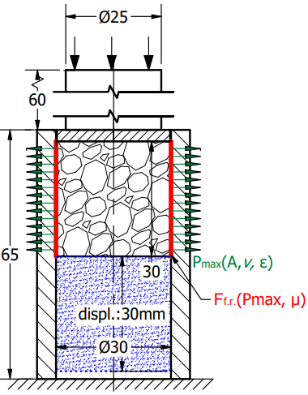 Ø25
60
65
Pmax(A, ν, ε)
30
Ff.r.(Pmax, μ)
displ.:30mm
Ø30